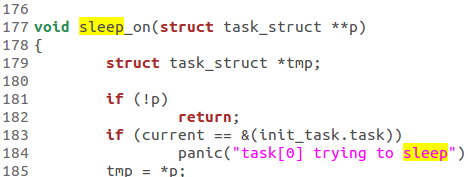 176
177 void sleep_on(struct task_struct **p)
178 {
179         struct task_struct *tmp;
180
181         if (!p)
182                 return;
183         if (current == &(init_task.task))
184                 panic("task[0] trying to sleep")
185         tmp = *p;